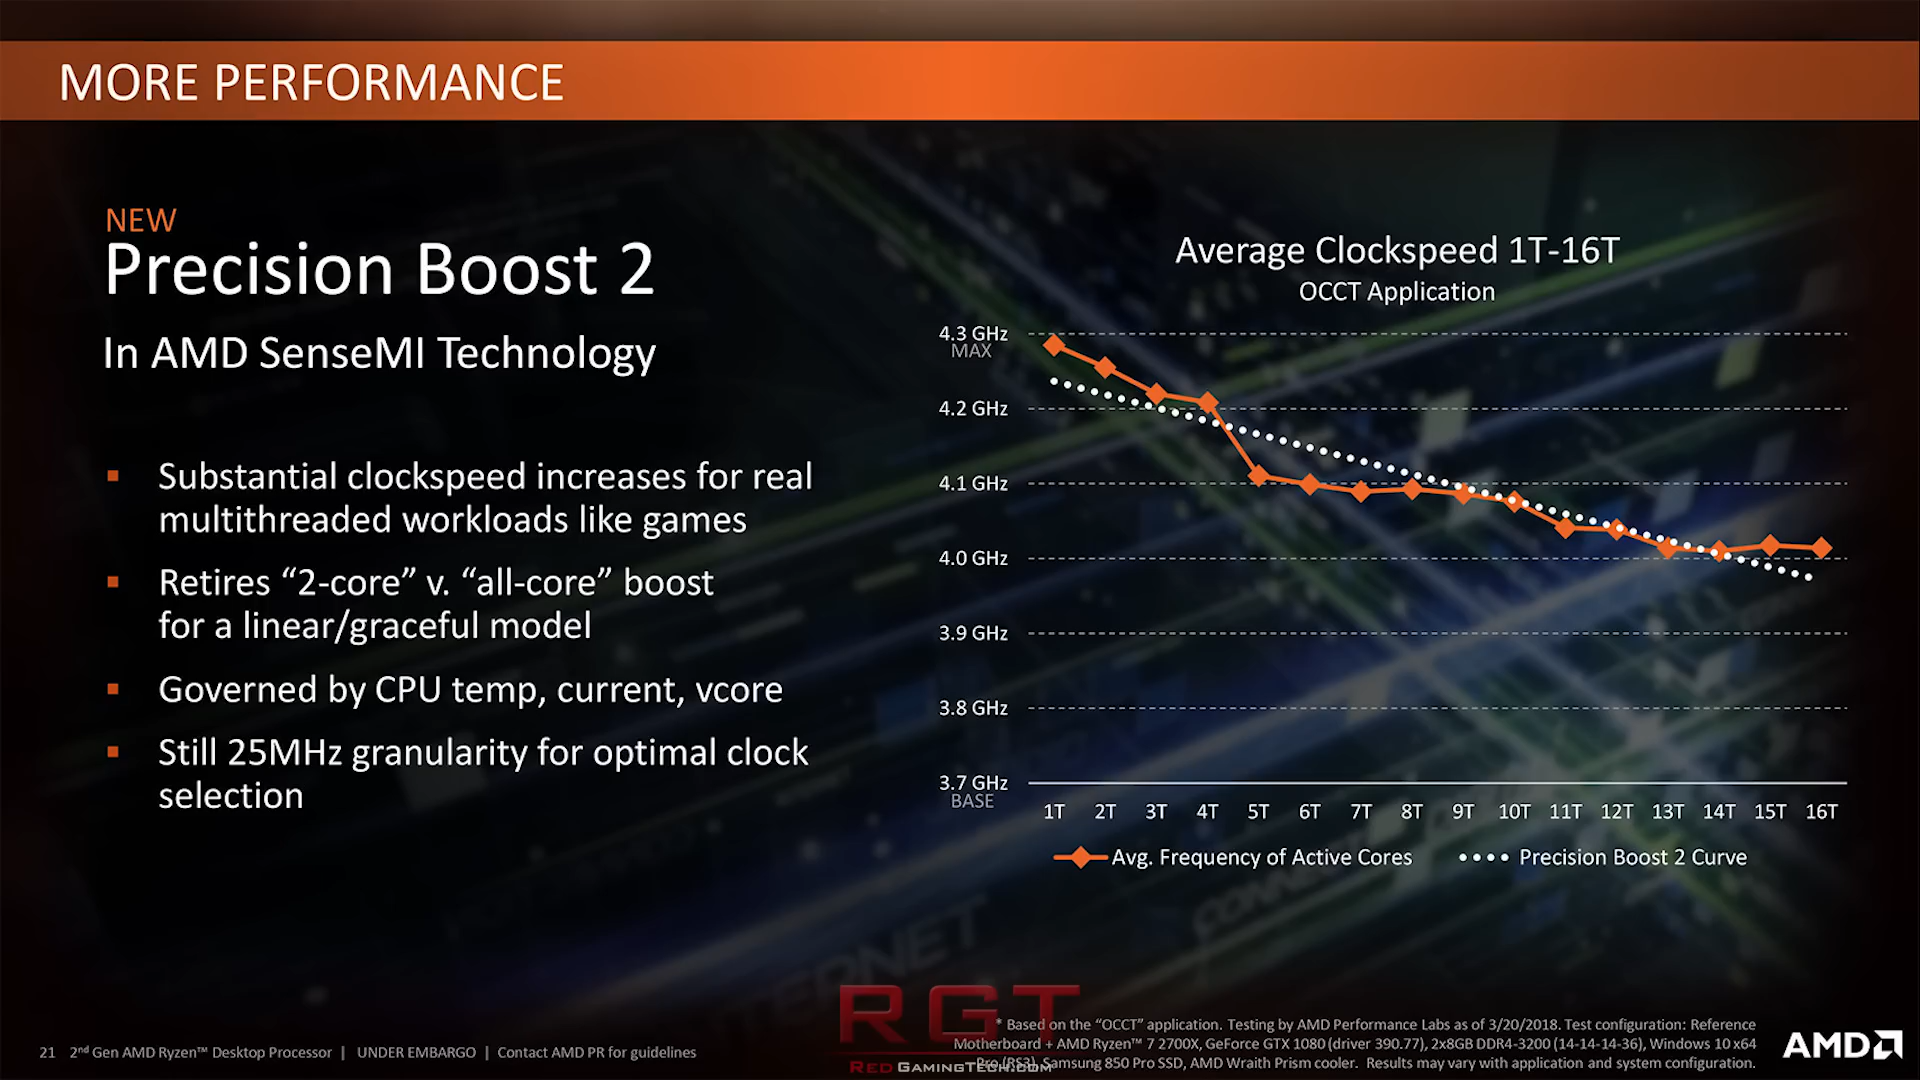 MORE PERFORMANCE
NEW
Precision Boost 2
In AMD SenseMI Technology
▪ Substantial clockspeed increases for real
multithreaded workloads like games
▪ Retires “2-core” v. “all-core” boost
for a linear/graceful model
▪ Governed by CPU temp, current, vcore
▪ Still 25MHz granularity for optimal clock
selection
Average Clockspeed 1T-16T
OCCT Application
4.3 GHz
MAX
4.2 GHz
4.1 GHz
4.0 GHz
3.9 GHz
3.8 GHz
3.7 GHz
BASE
1T 2T 3T 4T 5T 6T 7T 8T 9T 10T 11T 12T 13T 14T 15T 16T
Avg. Frequency of Active Cores Precision Boost 2 Curve
INTERNET
CONNE
RGT
RED GAMINGTECH.COM
* Based on the “OCCT” application. Testing by AMD Performance Labs as of 3/20/2018. Test configuration: Reference
Motherboard + AMD Ryzen™ 7 2700X, GeForce GTX 1080 (driver 390.77), 2x8GB DDR4-3200 (14-14-14-36), Windows 10 x64
Pro (RS3), Samsung 850 Pro SSD, AMD Wraith Prism cooler. Results may vary with application and system configuration.
21 2nd Gen AMD Ryzen™ Desktop Processor | UNDER EMBARGO | Contact AMD PR for guidelines
AMD